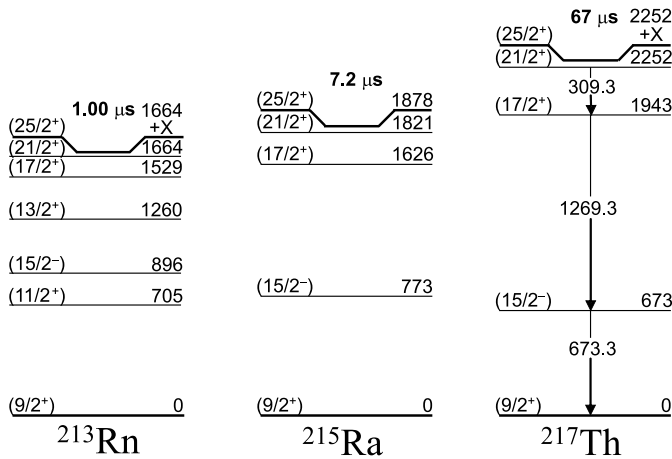 1.00 μs 1664
(25/2⁺) +X
(21/2⁺) 1664
(17/2⁺) 1529
(13/2⁺) 1260
(15/2⁻) 896
(11/2⁺) 705
(9/2⁺) 0
²¹³Rn
7.2 μs
(25/2⁺) 1878
(21/2⁺) 1821
(17/2⁺) 1626
(15/2⁻) 773
(9/2⁺) 0
²¹⁵Ra
67 μs 2252
(25/2⁺) +X
(21/2⁺) 2252
309.3
(17/2⁺) 1943
1269.3
(15/2⁻) 673
673.3
(9/2⁺) 0
²¹⁷Th